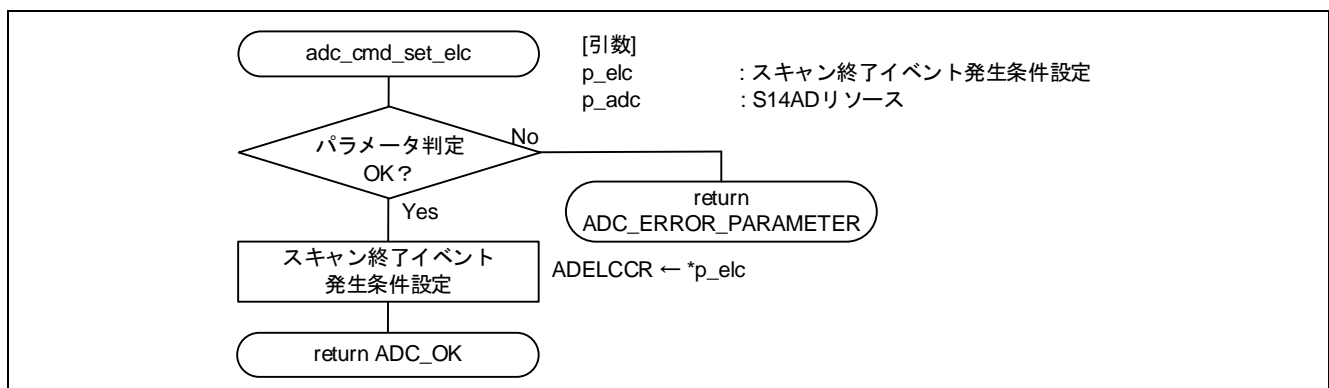 adc_cmd_set_elc
[引数]
p_elc : スキャン終了イベント発生条件設定
p_adc : S14ADリソース
パラメータ判定
OK？
No
return
ADC_ERROR_PARAMETER
Yes
スキャン終了イベント
発生条件設定
ADELCCR ← *p_elc
return ADC_OK